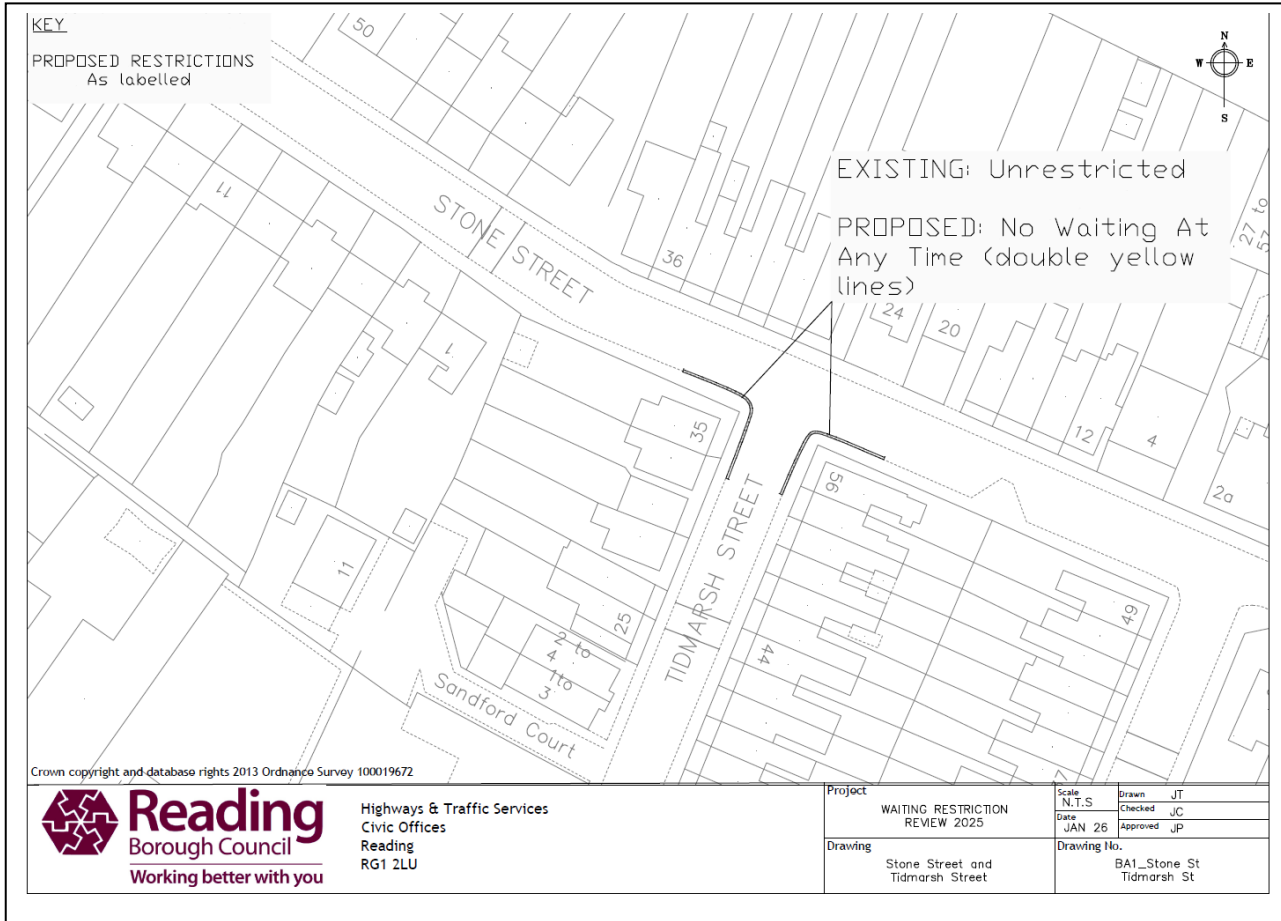 KEY
PROPOSED RESTRICTIONS
As labelled
N
W E
S
50
EXISTING: Unrestricted
PROPOSED: No Waiting At
Any Time (double yellow
lines)
27 to
57
11
STONE STREET
36
24
20
1
35
12
4
2a
56
TIDMARSH STREET
11
25
2 to
4
1to
3
44
49
Sandford Court
Crown copyright and database rights 2013 Ordnance Survey 100019672
Reading
Borough Council
Working better with you
Highways & Traffic Services
Civic Offices
Reading
RG1 2LU
Project
WAITING RESTRICTION
REVIEW 2025
Scale
N.T.S
Date
JAN 26
Drawn JT
Checked JC
Approved JP
Drawing
Stone Street and
Tidmarsh Street
Drawing No.
BA1_Stone St
Tidmarsh St